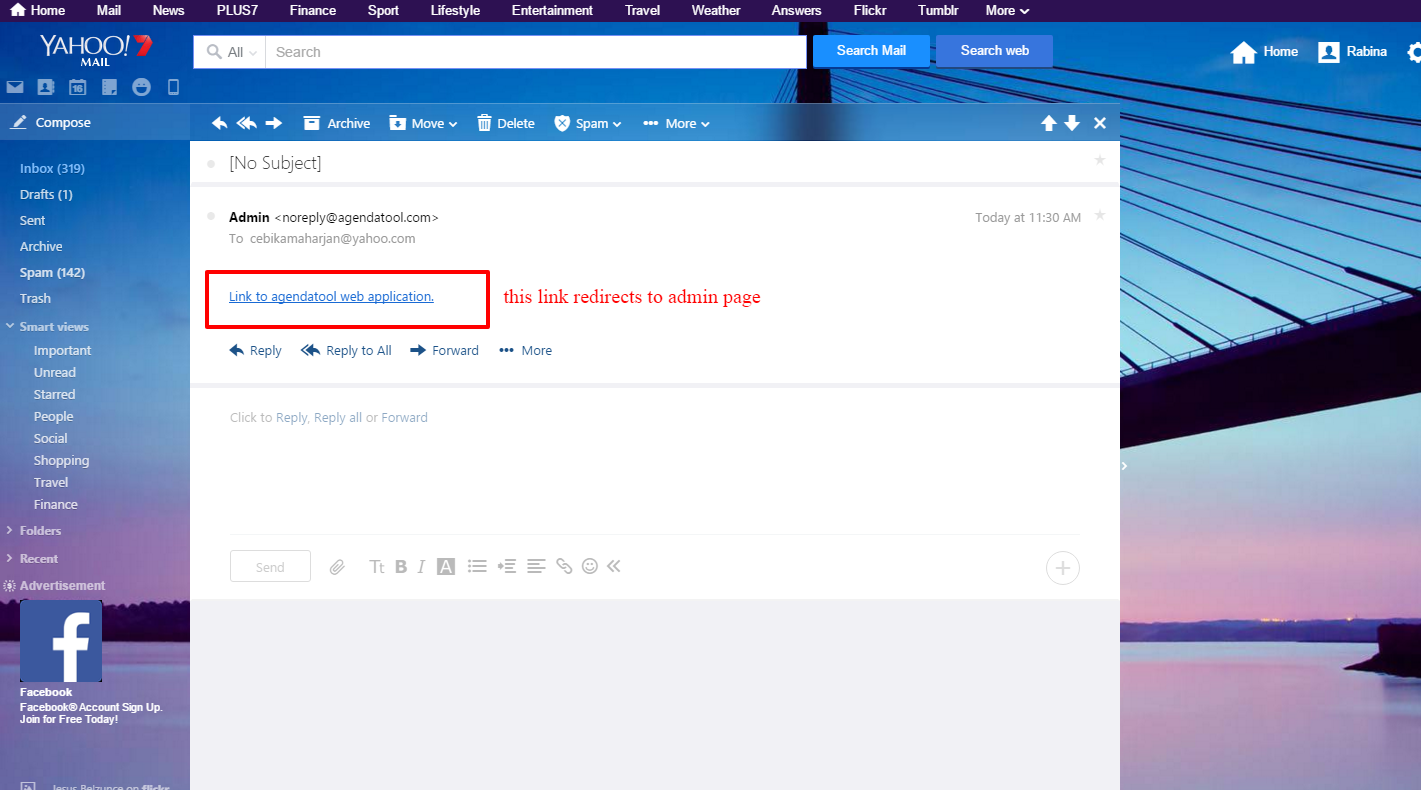 Home Mail News PLUS7 Finance Sport Lifestyle Entertainment Travel Weather Answers Flickr Tumblr More
YAHOO!7
MAIL
All Search Search Mail Search web Home Rabina
16
Compose
Archive Move Delete Spam More
Inbox (319)
Drafts (1)
Sent
Archive
Spam (142)
Trash
Smart views
Important
Unread
Starred
People
Social
Shopping
Travel
Finance
Folders
Recent
Advertisement
f
Facebook
Facebook® Account Sign Up.
Join for Free Today!
Jesus Belzunce on flickr
[No Subject]
Admin <noreply@agendatool.com> Today at 11:30 AM
To cebikamaharjan@yahoo.com
Link to agendatool web application. this link redirects to admin page
Reply Reply to All Forward More
Click to Reply, Reply all or Forward
Send Tt B I A